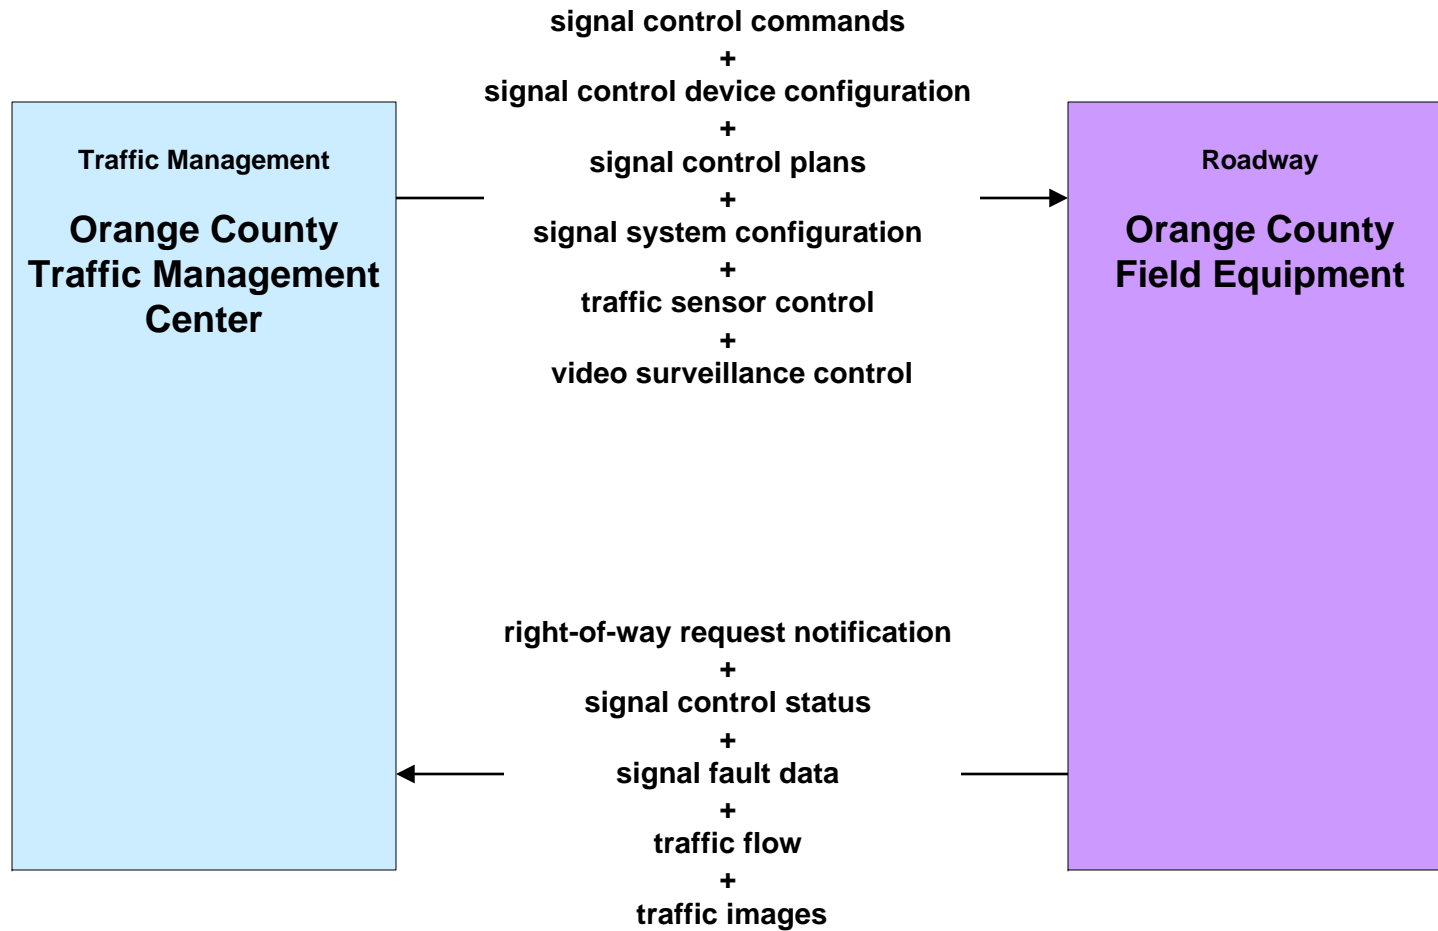 signal control commands
+
signal control device configuration
+
signal control plans
+
signal system configuration
+
traffic sensor control
+
video surveillance control
Traffic Management
Orange County
Traffic Management
Center
Roadway
Orange County
Field Equipment
right-of-way request notification
+
signal control status
+
signal fault data
+
traffic flow
+
traffic images